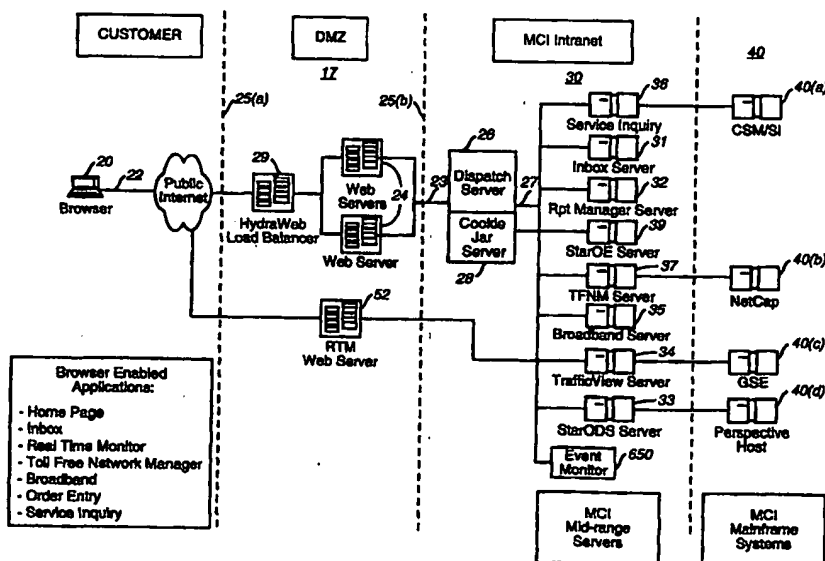 CUSTOMER
DMZ
17
MCI Intranet
30
40
25(a)
25(b)
20
22
Browser
Public
Internet
29
HydraWeb
Load Balancer
Web
Servers
24
Web Server
23
26
Dispatch
Server
27
Cookie
Jar
Server
28
52
RTM
Web Server
36
Service Inquiry
31
Inbox Server
32
Rpt Manager Server
39
StarOE Server
37
TFNM Server
35
Broadband Server
34
TrafficView Server
33
StarODS Server
Event
Monitor
650
40(a)
CSM/SI
40(b)
NetCap
40(c)
GSE
40(d)
Perspective
Host
Browser Enabled
Applications:
- Home Page
- Inbox
- Real Time Monitor
- Toll Free Network Manager
- Broadband
- Order Entry
- Service Inquiry
MCI
Mid-range
Servers
MCI
Mainframe
Systems